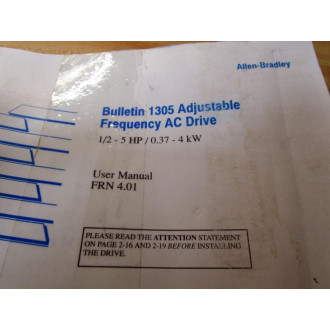 Allen-Bradley
Bulletin 1305 Adjustable
Frequency AC Drive
1/2 - 5 HP / 0.37 - 4 kW
User Manual
FRN 4.01
PLEASE READ THE ATTENTION STATEMENT
ON PAGE 2-16 AND 2-19 BEFORE INSTALLING
THE DRIVE.